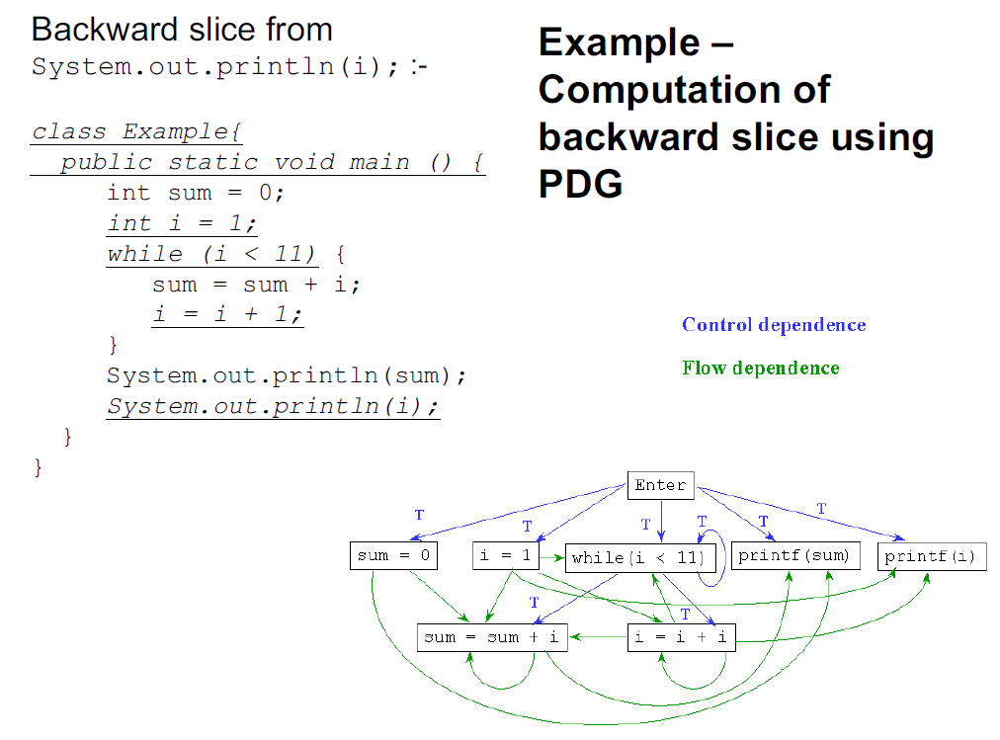 Backward slice from
System.out.println(i); :-
class Example{
public static void main () {
int sum = 0;
int i = 1;
while (i < 11) {
sum = sum + i;
i = i + 1;
}
System.out.println(sum);
System.out.println(i);
}
}
Example –
Computation of
backward slice using
PDG
Control dependence
Flow dependence
Enter
T
T
T
T
T
T
sum = 0
i = 1
while(i < 11)
printf(sum)
printf(i)
T
T
sum = sum + i
i = i + i